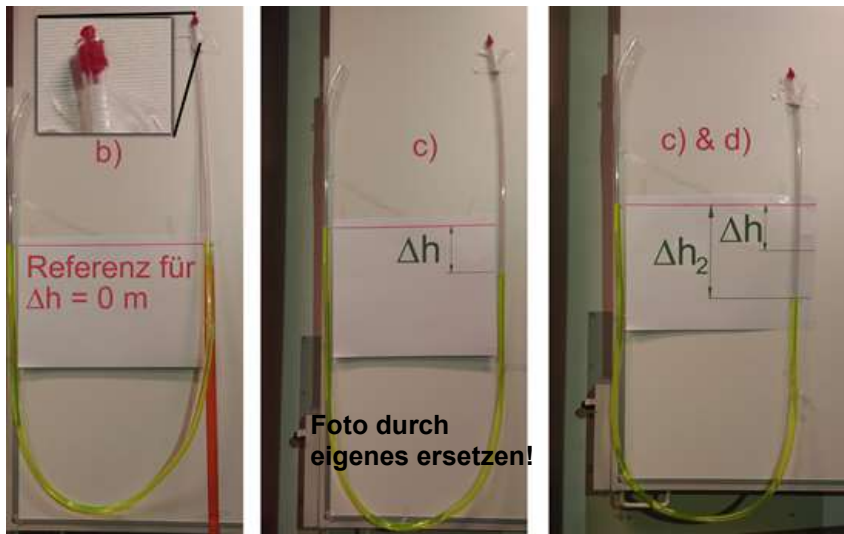 b)
Referenz für
Δh = 0 m
c)
Δh
Foto durch
eigenes ersetzen!
c) & d)
Δh
Δh₂